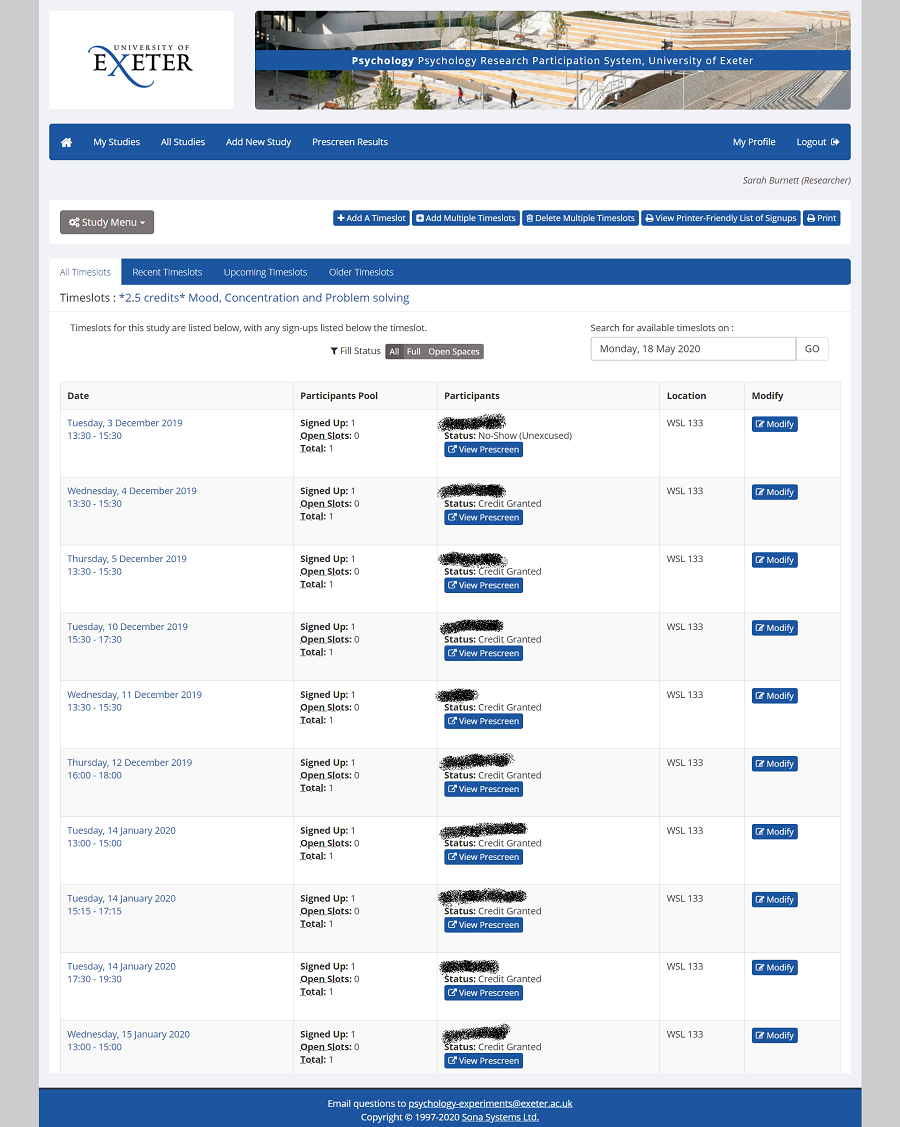 UNIVERSITY OF
EXETER
Psychology Psychology Research Participation System, University of Exeter
My Studies All Studies Add New Study Prescreen Results My Profile Logout
Sarah Burnett (Researcher)
Study Menu Add A Timeslot Add Multiple Timeslots Delete Multiple Timeslots View Printer-Friendly List of Signups Print
All Timeslots Recent Timeslots Upcoming Timeslots Older Timeslots
Timeslots : *2.5 credits* Mood, Concentration and Problem solving
Timeslots for this study are listed below, with any sign-ups listed below the timeslot.
Search for available timeslots on :
Fill Status All Full Open Spaces
Monday, 18 May 2020 GO
Date Participants Pool Participants Location Modify
Tuesday, 3 December 2019 Signed Up: 1 WSL 133 Modify
13:30 - 15:30 Open Slots: 0 Status: No-Show (Unexcused)
Total: 1 View Prescreen
Wednesday, 4 December 2019 Signed Up: 1 WSL 133 Modify
13:30 - 15:30 Open Slots: 0 Status: Credit Granted
Total: 1 View Prescreen
Thursday, 5 December 2019 Signed Up: 1 WSL 133 Modify
13:30 - 15:30 Open Slots: 0 Status: Credit Granted
Total: 1 View Prescreen
Tuesday, 10 December 2019 Signed Up: 1 WSL 133 Modify
15:30 - 17:30 Open Slots: 0 Status: Credit Granted
Total: 1 View Prescreen
Wednesday, 11 December 2019 Signed Up: 1 WSL 133 Modify
13:30 - 15:30 Open Slots: 0 Status: Credit Granted
Total: 1 View Prescreen
Thursday, 12 December 2019 Signed Up: 1 WSL 133 Modify
16:00 - 18:00 Open Slots: 0 Status: Credit Granted
Total: 1 View Prescreen
Tuesday, 14 January 2020 Signed Up: 1 WSL 133 Modify
13:00 - 15:00 Open Slots: 0 Status: Credit Granted
Total: 1 View Prescreen
Tuesday, 14 January 2020 Signed Up: 1 WSL 133 Modify
15:15 - 17:15 Open Slots: 0 Status: Credit Granted
Total: 1 View Prescreen
Tuesday, 14 January 2020 Signed Up: 1 WSL 133 Modify
17:30 - 19:30 Open Slots: 0 Status: Credit Granted
Total: 1 View Prescreen
Wednesday, 15 January 2020 Signed Up: 1 WSL 133 Modify
13:00 - 15:00 Open Slots: 0 Status: Credit Granted
Total: 1 View Prescreen
Email questions to psychology-experiments@exeter.ac.uk
Copyright © 1997-2020 Sona Systems Ltd.